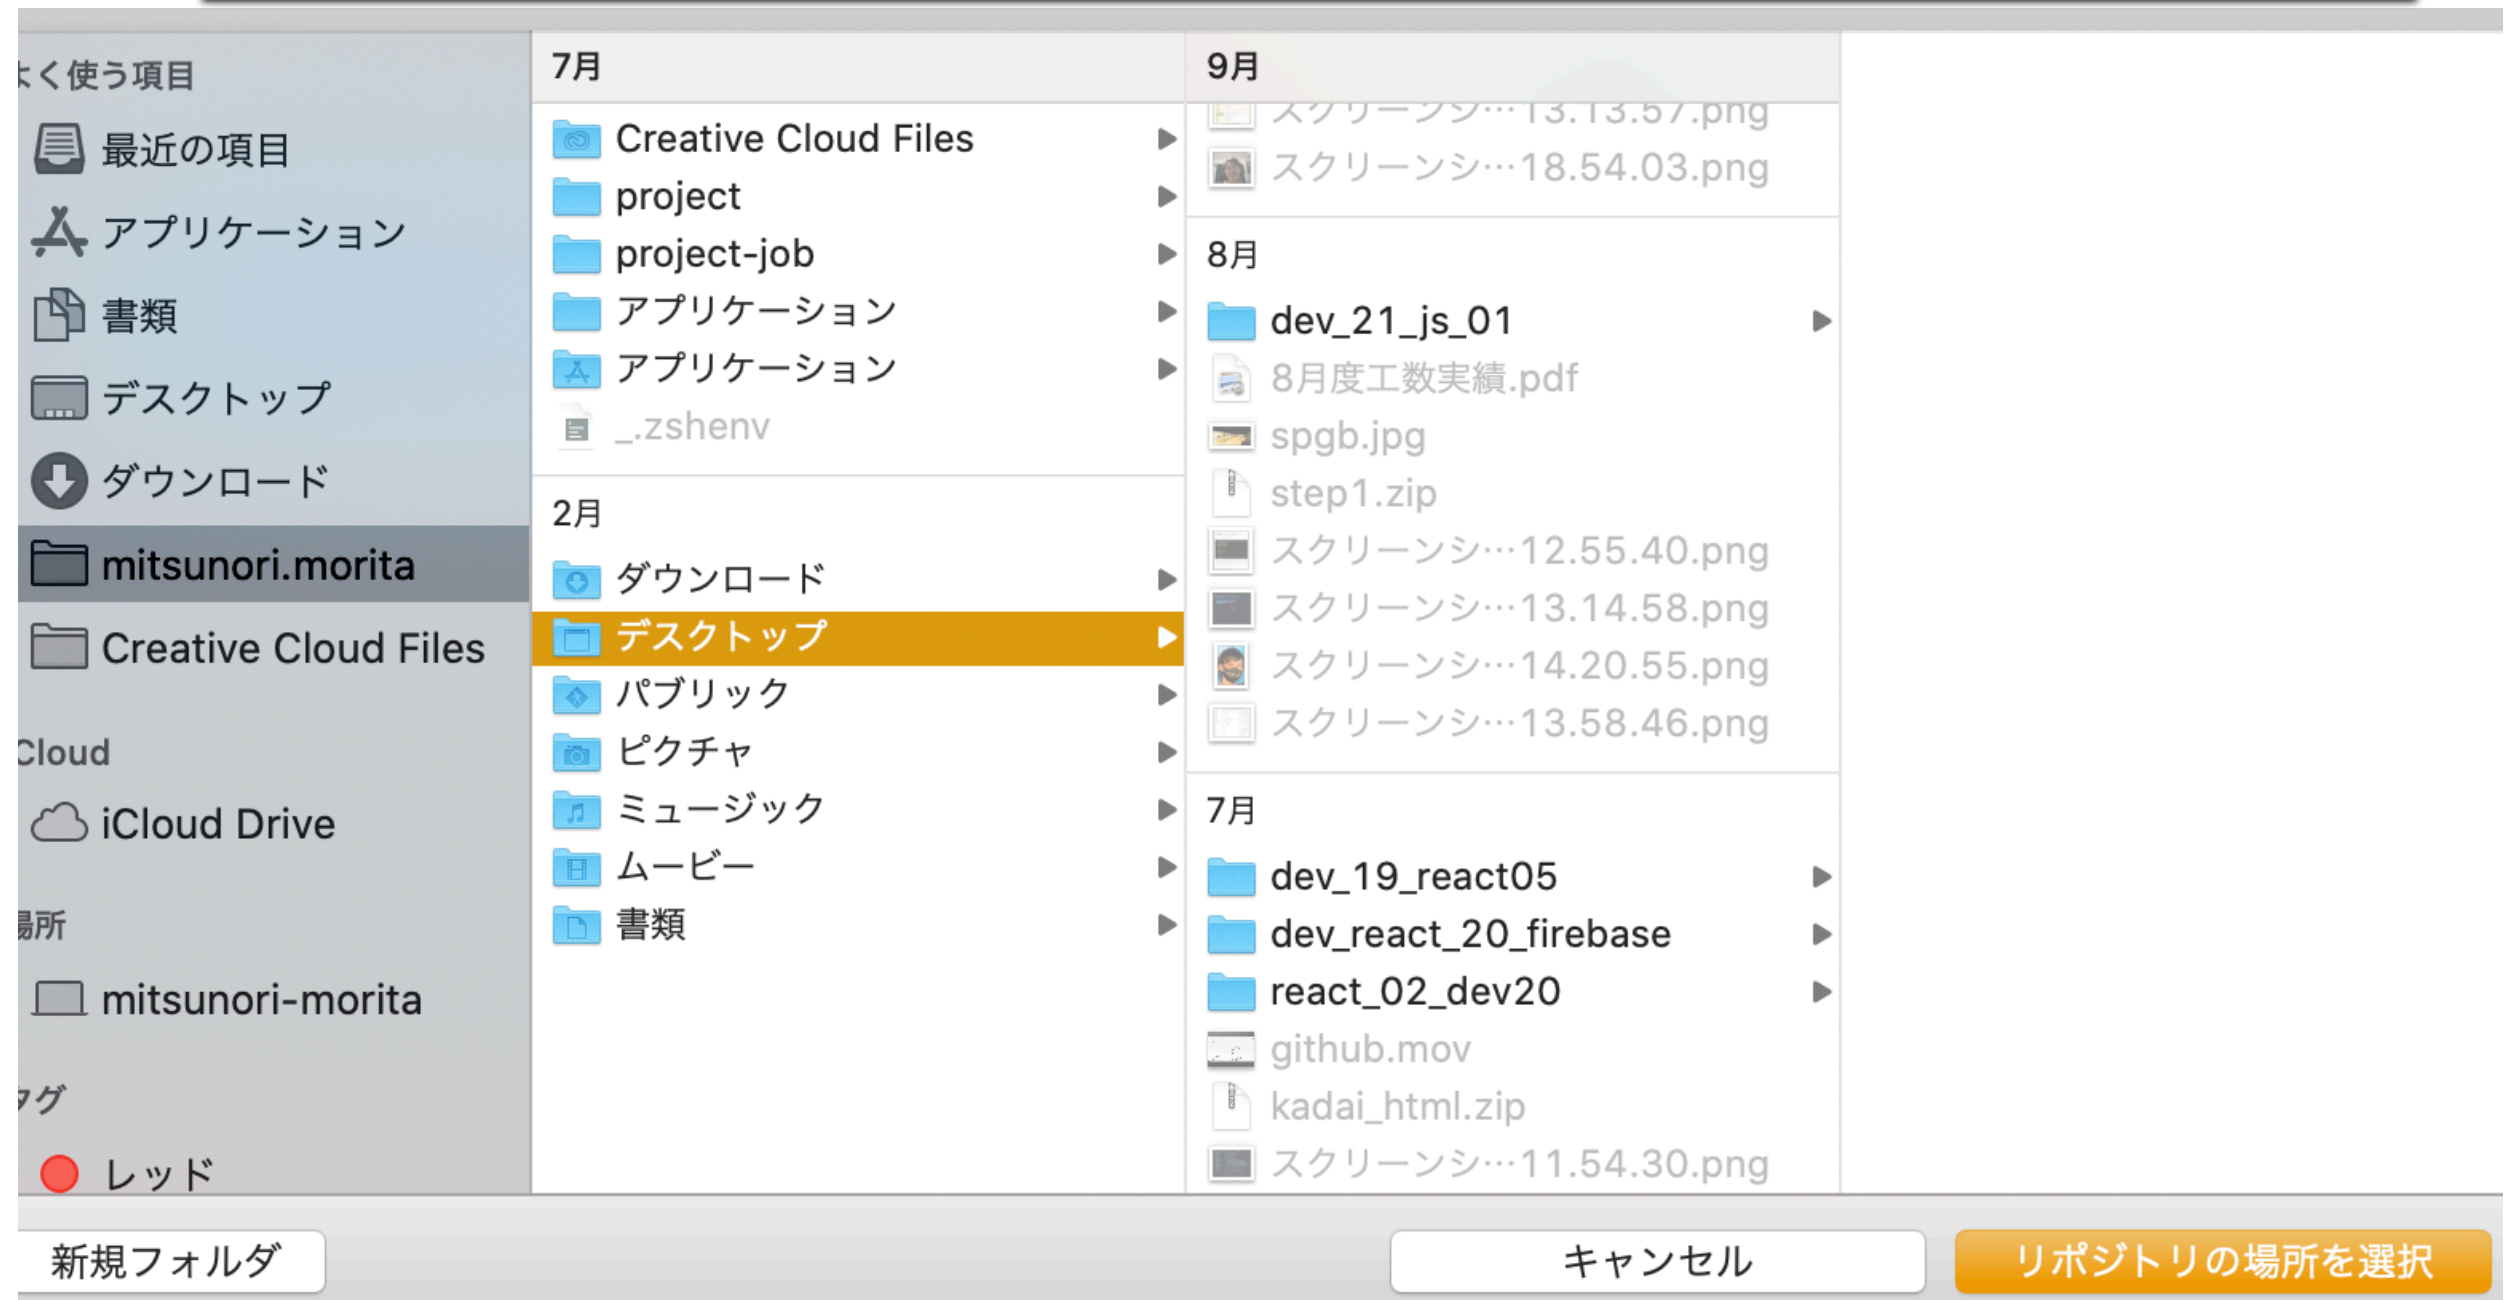 よく使う項目
最近の項目
アプリケーション
書類
デスクトップ
ダウンロード
mitsunori.morita
Creative Cloud Files
Cloud
iCloud Drive
場所
mitsunori-morita
タグ
レッド
7月
Creative Cloud Files
project
project-job
アプリケーション
アプリケーション
_.zshenv
2月
ダウンロード
デスクトップ
パブリック
ピクチャ
ミュージック
ムービー
書類
9月
スクリーンシ…13.13.57.png
スクリーンシ…18.54.03.png
8月
dev_21_js_01
8月度工数実績.pdf
spgb.jpg
step1.zip
スクリーンシ…12.55.40.png
スクリーンシ…13.14.58.png
スクリーンシ…14.20.55.png
スクリーンシ…13.58.46.png
7月
dev_19_react05
dev_react_20_firebase
react_02_dev20
github.mov
kadai_html.zip
スクリーンシ…11.54.30.png
新規フォルダ
キャンセル
リポジトリの場所を選択